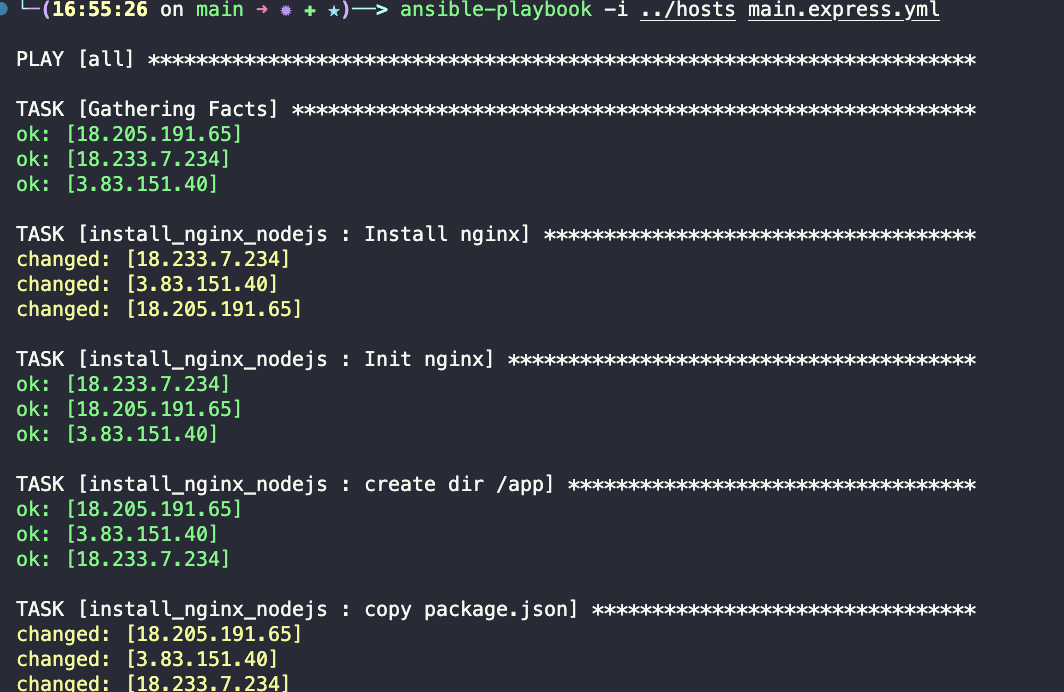 └─(16:55:26 on main ➜ ✹ ✚ ★)──> ansible-playbook -i ../hosts main.express.yml
PLAY [all] *********************************************************************
TASK [Gathering Facts] *********************************************************
ok: [18.205.191.65]
ok: [18.233.7.234]
ok: [3.83.151.40]
TASK [install_nginx_nodejs : Install nginx] ************************************
changed: [18.233.7.234]
changed: [3.83.151.40]
changed: [18.205.191.65]
TASK [install_nginx_nodejs : Init nginx] ***************************************
ok: [18.233.7.234]
ok: [18.205.191.65]
ok: [3.83.151.40]
TASK [install_nginx_nodejs : create dir /app] **********************************
ok: [18.205.191.65]
ok: [3.83.151.40]
ok: [18.233.7.234]
TASK [install_nginx_nodejs : copy package.json] ********************************
changed: [18.205.191.65]
changed: [3.83.151.40]
changed: [18.233.7.234]